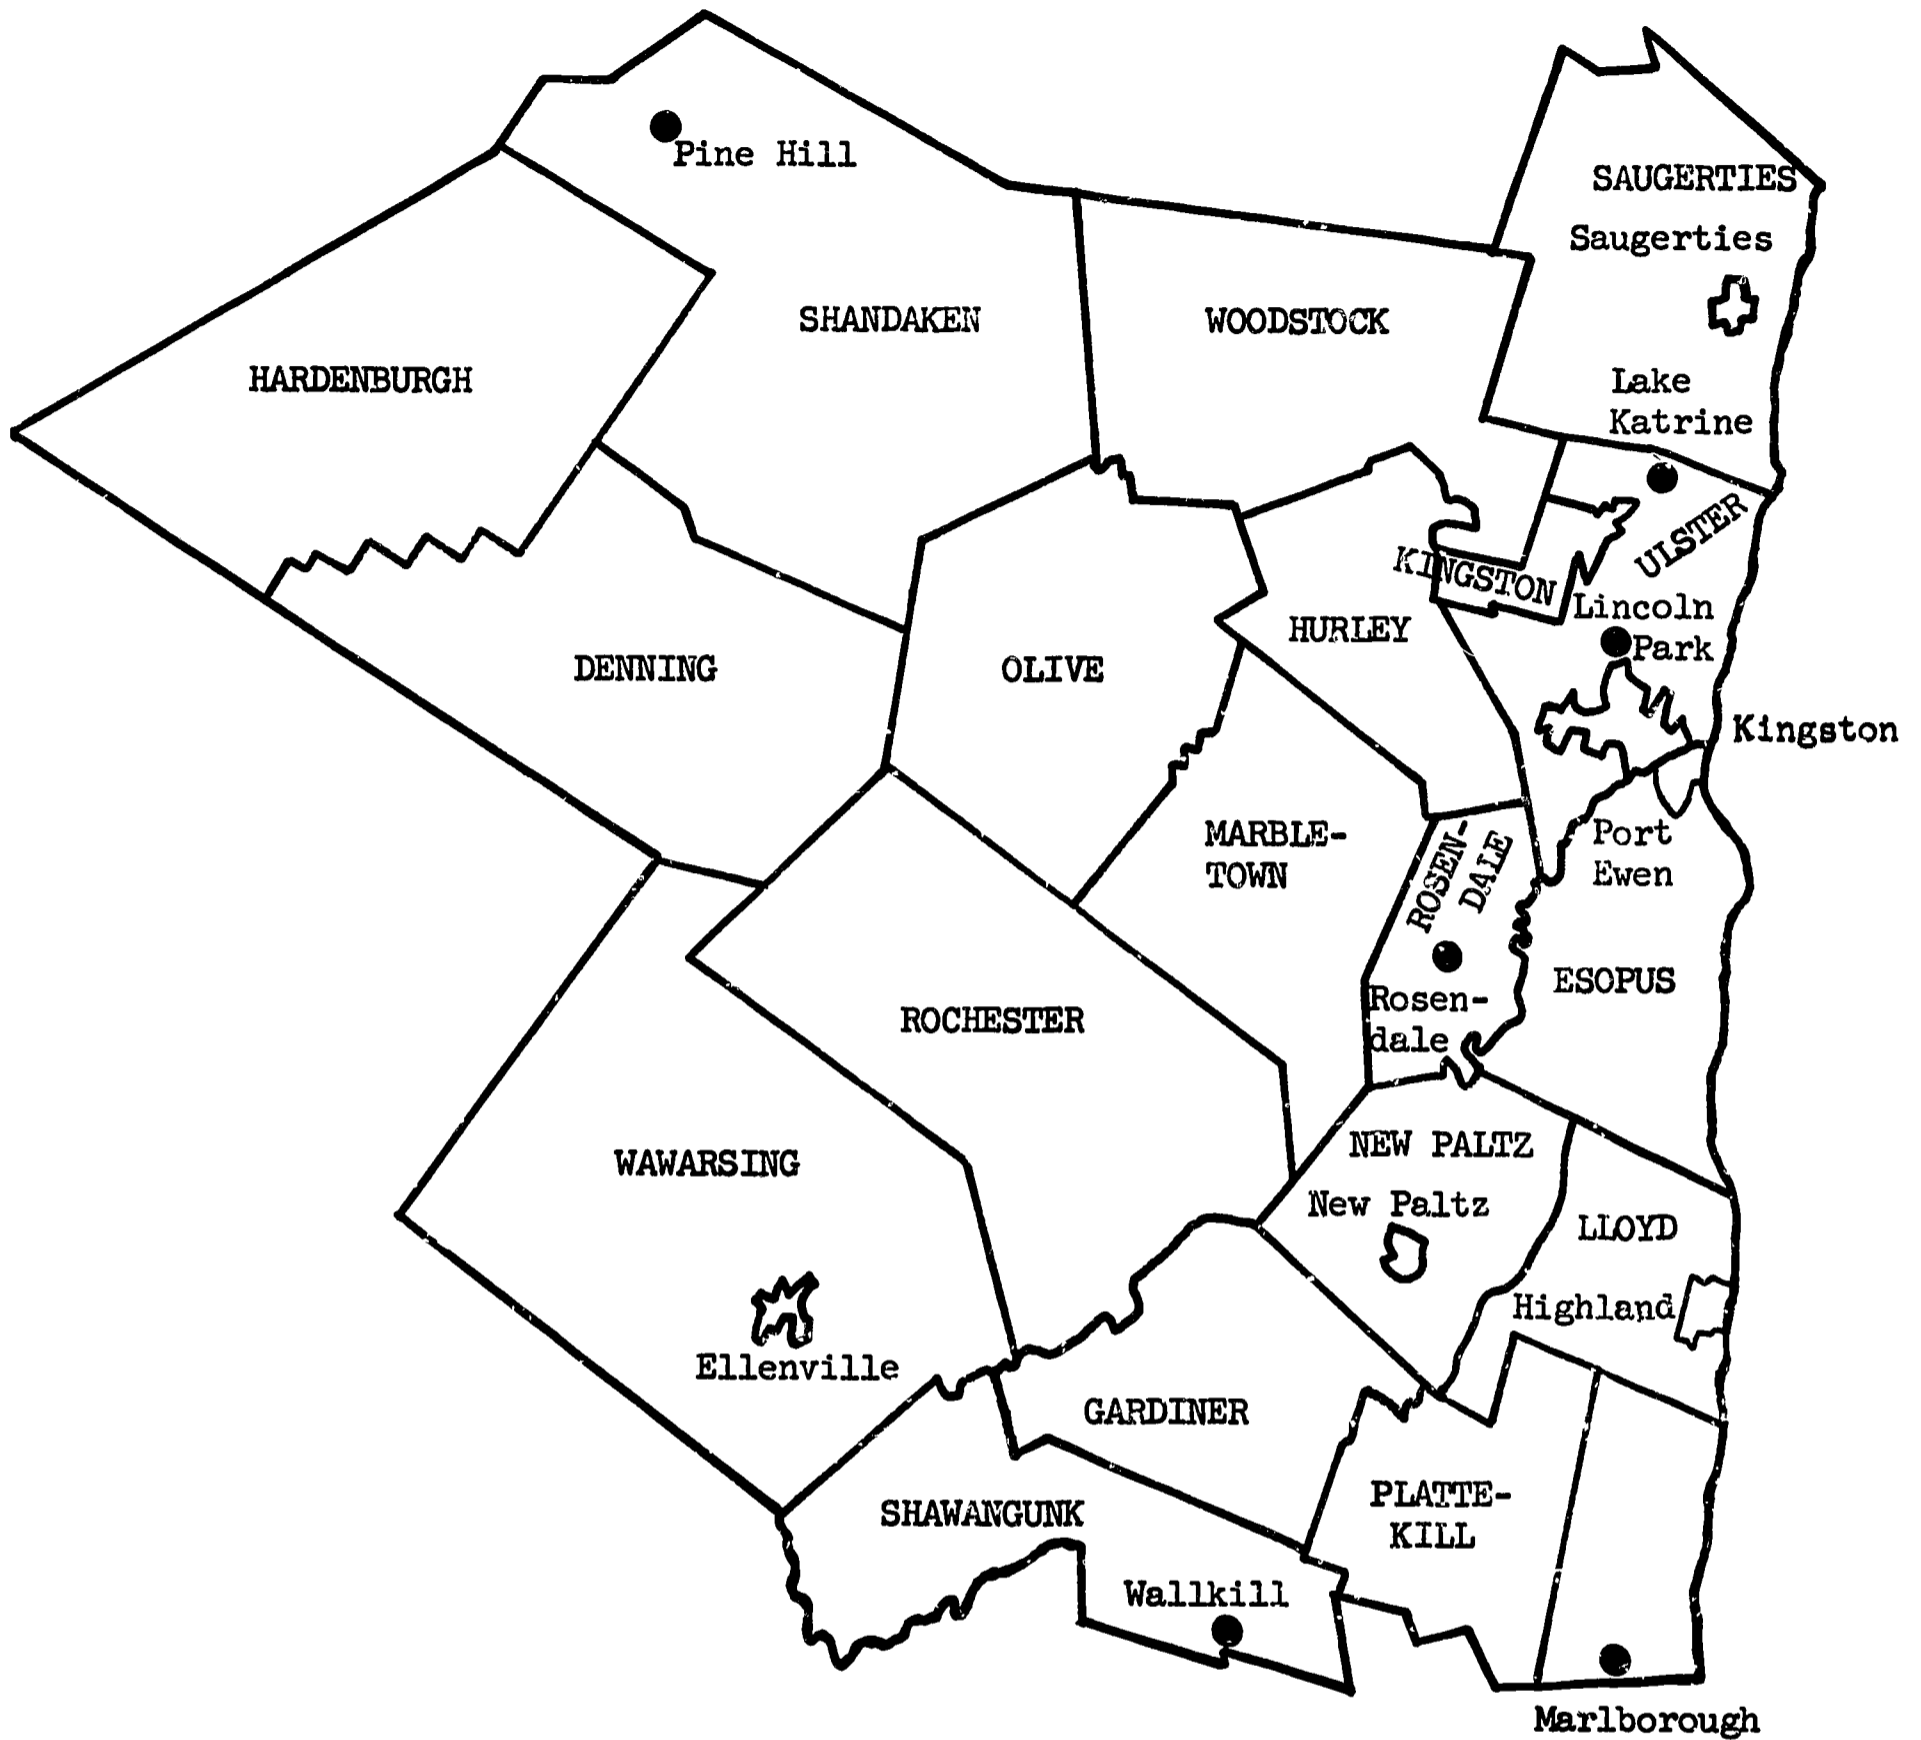 Pine Hill
SAUGERTIES
Saugerties
SHANDAKEN
WOODSTOCK
HARDENBURGH
Lake
Katrine
ULSTER
KINGSTON
Lincoln
Park
HURLEY
DENNING
OLIVE
Kingston
MARBLE-
TOWN
ROSEN-
DALE
Port
Ewen
ESOPUS
Rosen-
dale
ROCHESTER
NEW PALTZ
New Paltz
WAWARSING
LLOYD
Highland
Ellenville
GARDINER
PLATTE-
KILL
SHAWANGUNK
Wallkill
Marlborough